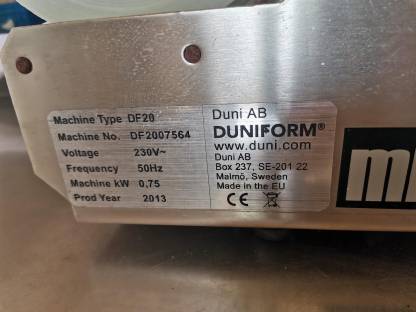 Machine Type DF20
Machine No. DF2007564
Voltage 230V~
Frequency 50Hz
Machine kW 0,75
Prod Year 2013
Duni AB
DUNIFORM®
www.duni.com
Duni AB
Box 237, SE-201 22
Malmö, Sweden
Made in the EU
CE